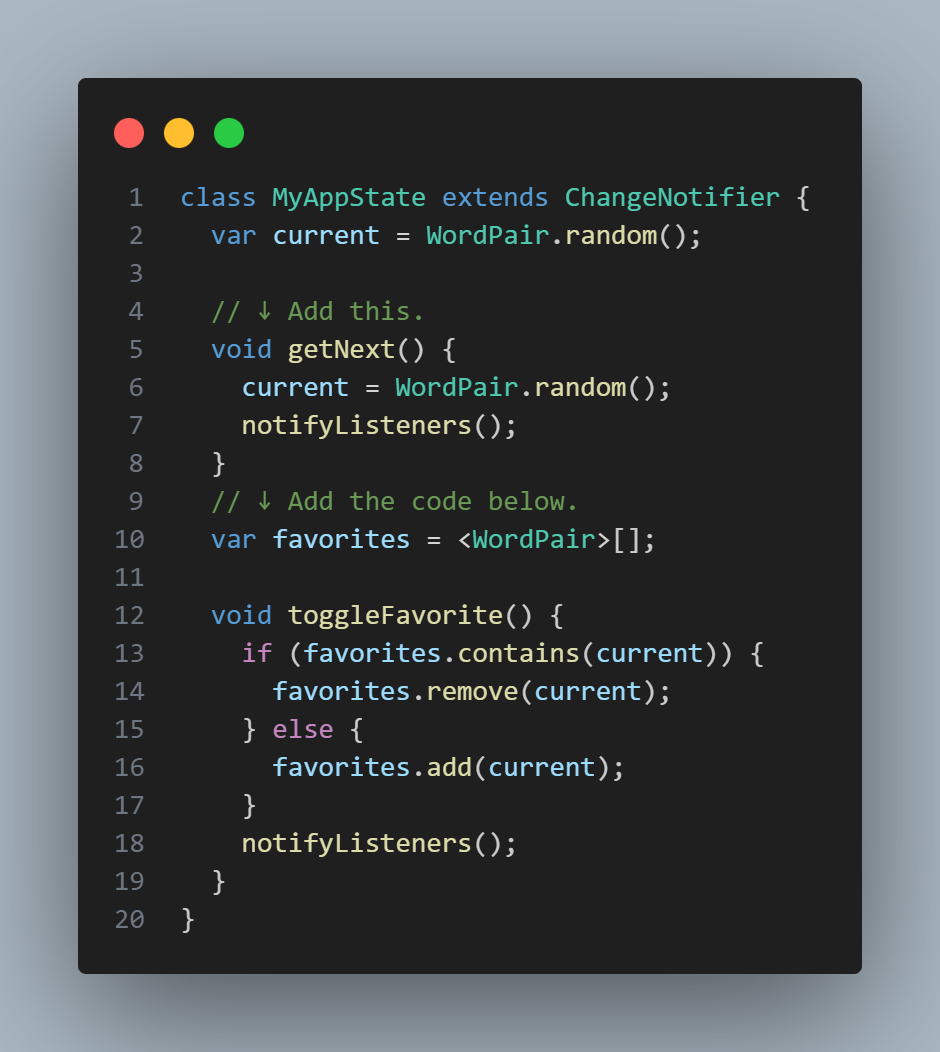 1 class MyAppState extends ChangeNotifier {
2   var current = WordPair.random();
3
4   // ↓ Add this.
5   void getNext() {
6     current = WordPair.random();
7     notifyListeners();
8   }
9   // ↓ Add the code below.
10   var favorites = <WordPair>[];
11
12   void toggleFavorite() {
13     if (favorites.contains(current)) {
14       favorites.remove(current);
15     } else {
16       favorites.add(current);
17     }
18     notifyListeners();
19   }
20 }